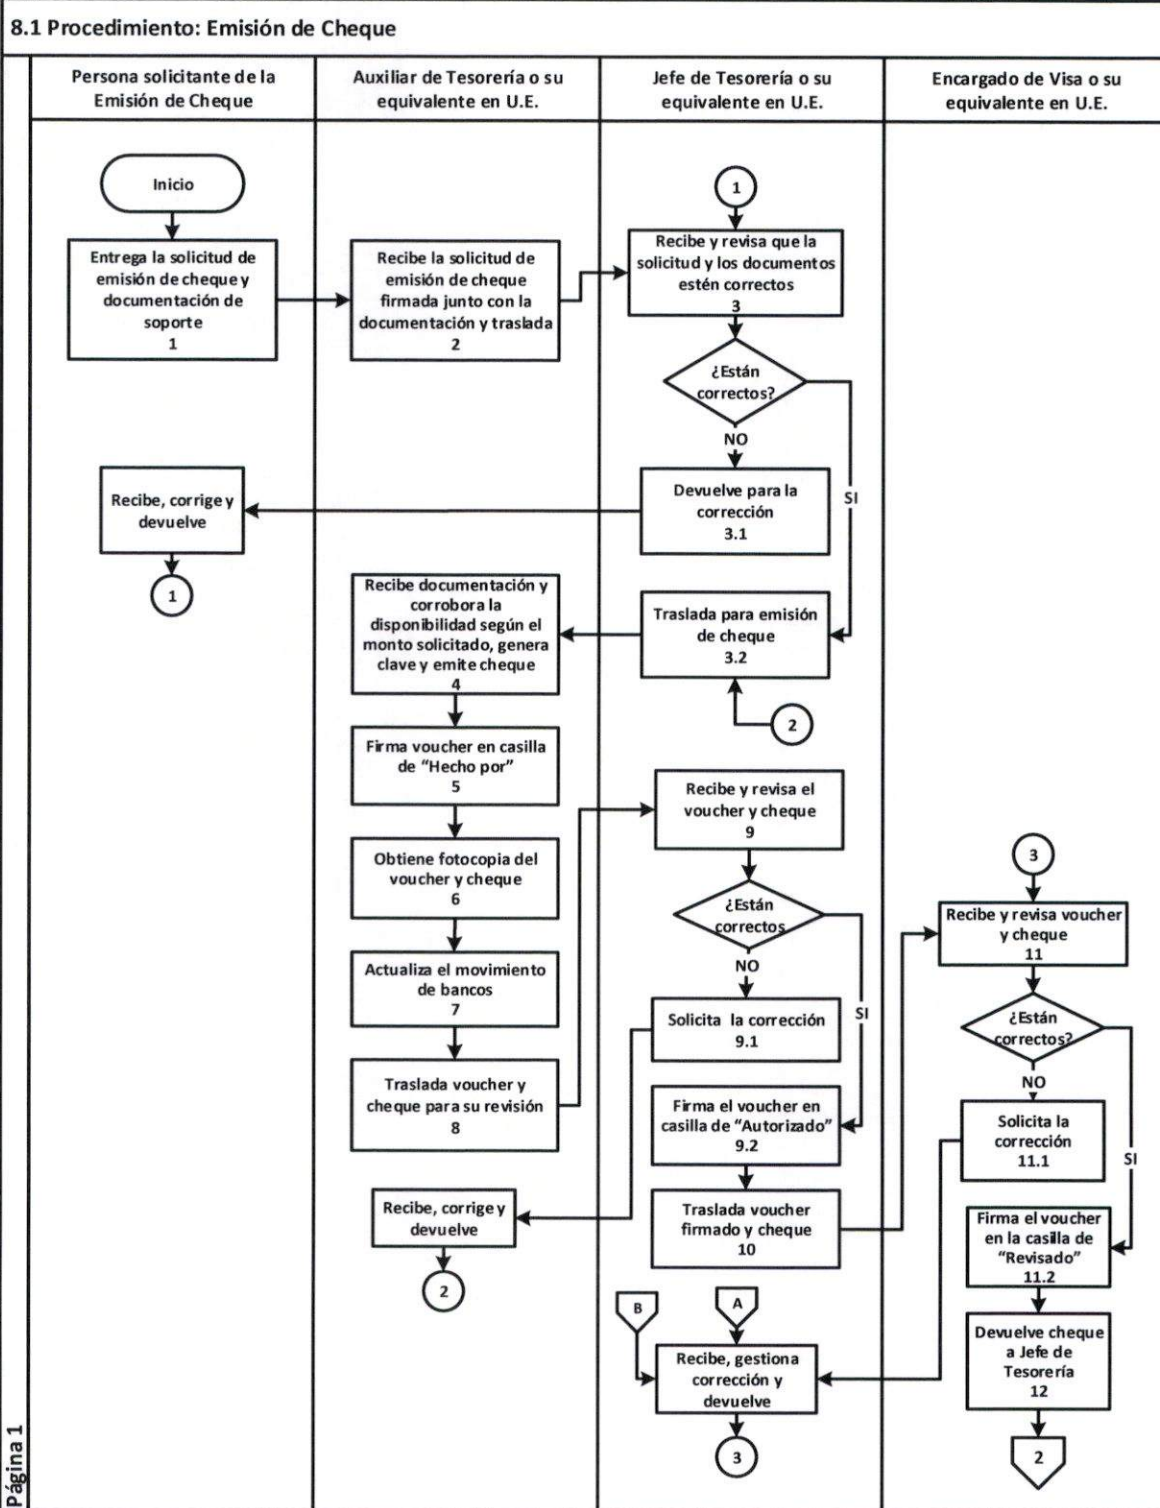 8.1 Procedimiento: Emisión de Cheque
Persona solicitante de la
Emisión de Cheque
Auxiliar de Tesorería o su
equivalente en U.E.
Jefe de Tesorería o su
equivalente en U.E.
Encargado de Visa o su
equivalente en U.E.
Inicio
Entrega la solicitud de
emisión de cheque y
documentación de
soporte
1
Recibe la solicitud de
emisión de cheque
firmada junto con la
documentación y traslada
2
1
Recibe y revisa que la
solicitud y los documentos
estén correctos
3
¿Están
correctos?
NO
SI
Devuelve para la
corrección
3.1
Recibe, corrige y
devuelve
1
Traslada para emisión
de cheque
3.2
2
Recibe documentación y
corrobora la
disponibilidad según el
monto solicitado, genera
clave y emite cheque
4
Firma voucher en casilla
de “Hecho por”
5
Obtiene fotocopia del
voucher y cheque
6
Actualiza el movimiento
de bancos
7
Traslada voucher y
cheque para su revisión
8
Recibe y revisa el
voucher y cheque
9
¿Están
correctos
NO
SI
Solicita la corrección
9.1
Firma el voucher en
casilla de “Autorizado”
9.2
Traslada voucher
firmado y cheque
10
Recibe, corrige y
devuelve
2
3
Recibe y revisa voucher
y cheque
11
¿Están
correctos?
NO
SI
Solicita la
corrección
11.1
Firma el voucher
en la casilla de
“Revisado”
11.2
Devuelve cheque
a Jefe de
Tesorería
12
2
B
A
Recibe, gestiona
corrección y
devuelve
3
Página 1